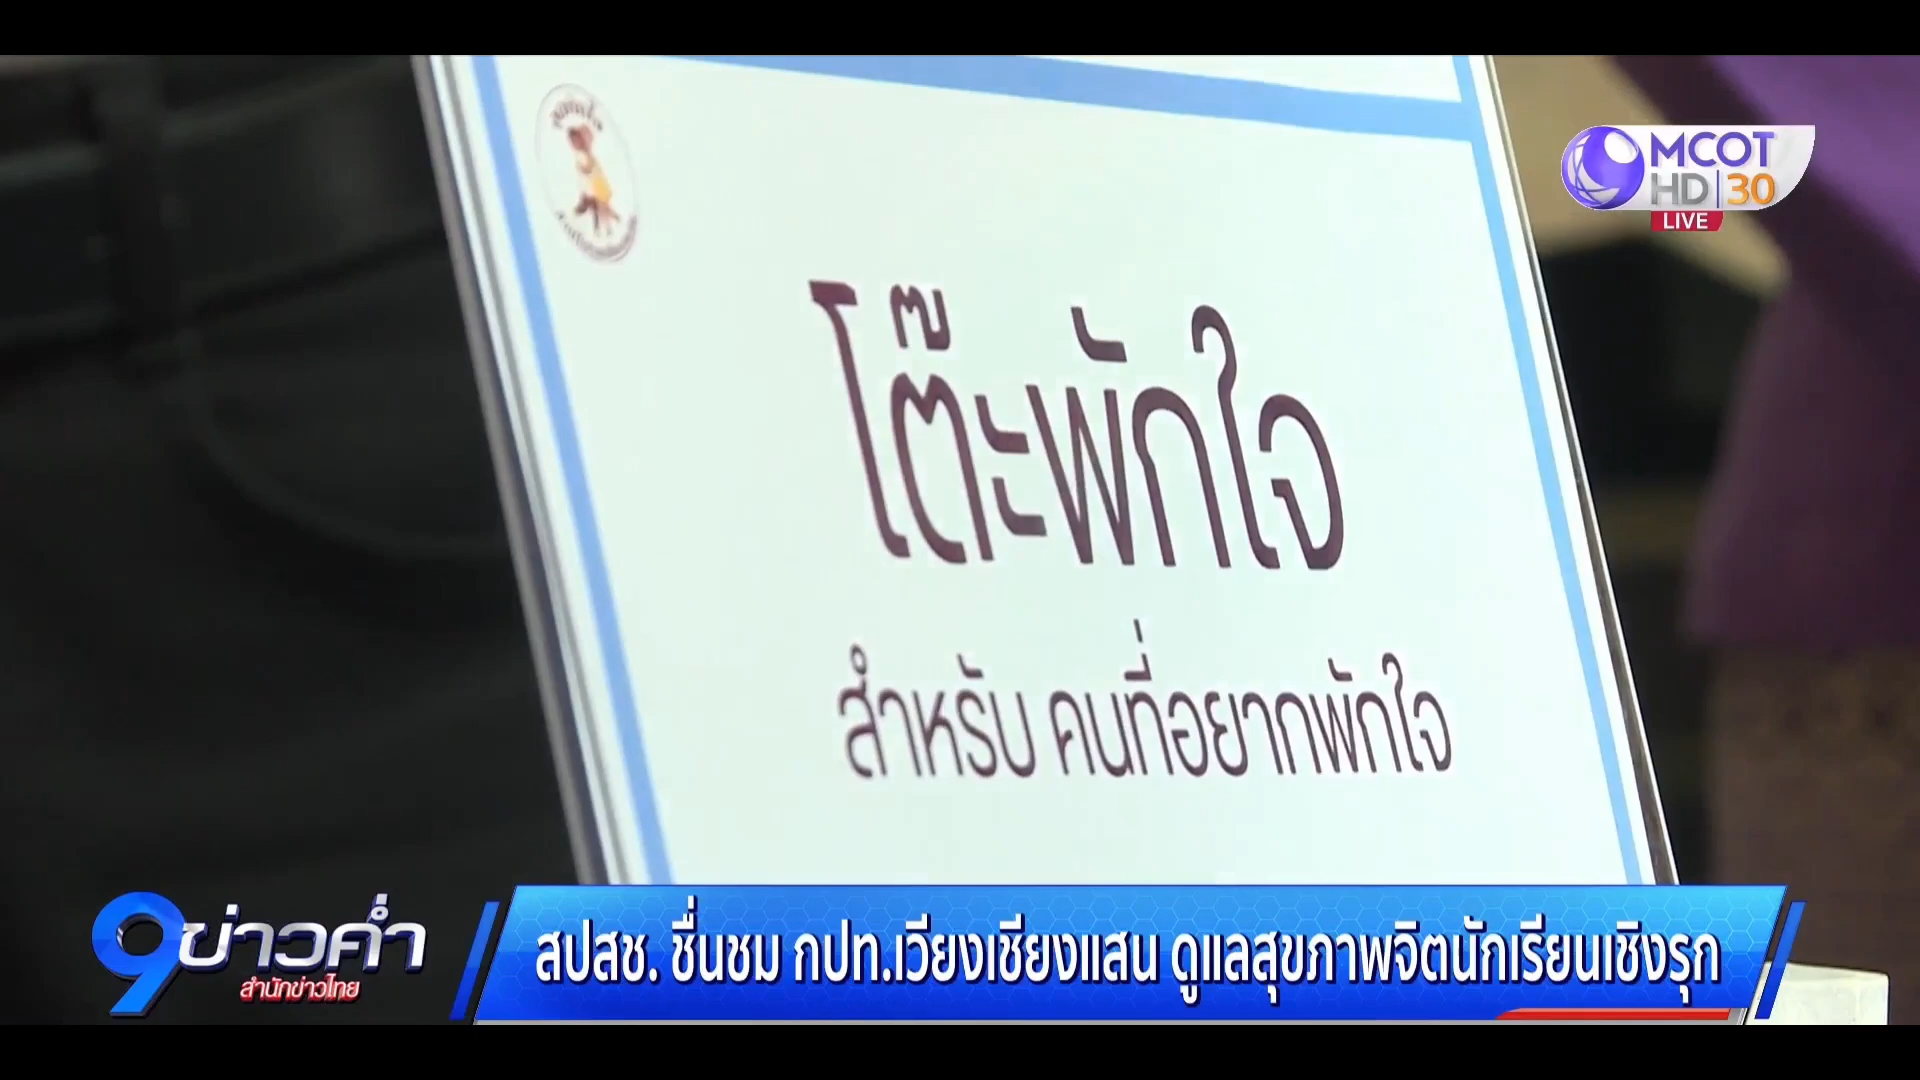 MCOT
HD 30
LIVE
โต๊ะพักใจ
สำหรับ คนที่อยากพักใจ
9ข่าวค่ำ
สำนักข่าวไทย
สปสช. ชื่นชม กปท.เวียงเชียงแสน ดูแลสุขภาพจิตนักเรียนเชิงรุก